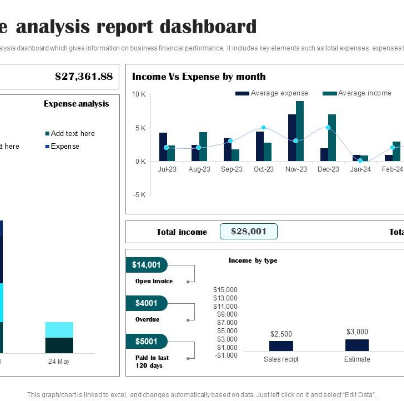 e analysis report dashboard
alysis dashboard which gives information on business financial performance. It includes key elements such as total expenses, expenses
$27,361.88
Income Vs Expense by month
Expense analysis
10 K
Average expense
Average income
Add text here
Expense
t here
5 K
0 K
-5 K
Jul-23
Aug-23
Sep-23
Oct-23
Nov-23
Dec-23
Jan-24
Feb-24
Total income
$28,001
Tota
$14,001
Open Invoice
$4001
Overdue
$5001
Paid in last
120 days
Income by type
$15,000
$13,000
$11,000
$9,000
$7,000
$5,000
$3,000
$1,000
-$1,000
$2,500
$3,000
Sales recipt
Estimate
24 May
This graph/chart is linked to excel, and changes automatically based on data. Just left click on it and select "Edit Data".